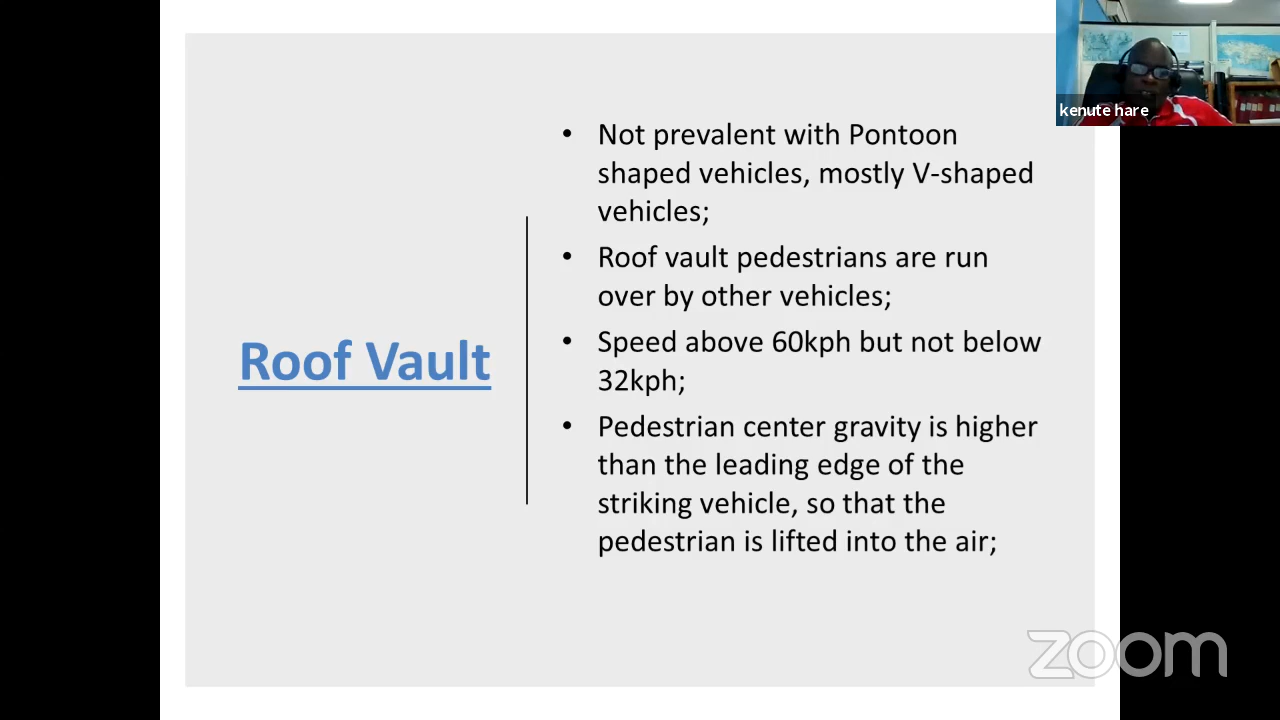 kenute hare
Roof Vault
• Not prevalent with Pontoon
shaped vehicles, mostly V-shaped
vehicles;
• Roof vault pedestrians are run
over by other vehicles;
• Speed above 60kph but not below
32kph;
• Pedestrian center gravity is higher
than the leading edge of the
striking vehicle, so that the
pedestrian is lifted into the air;
zoom